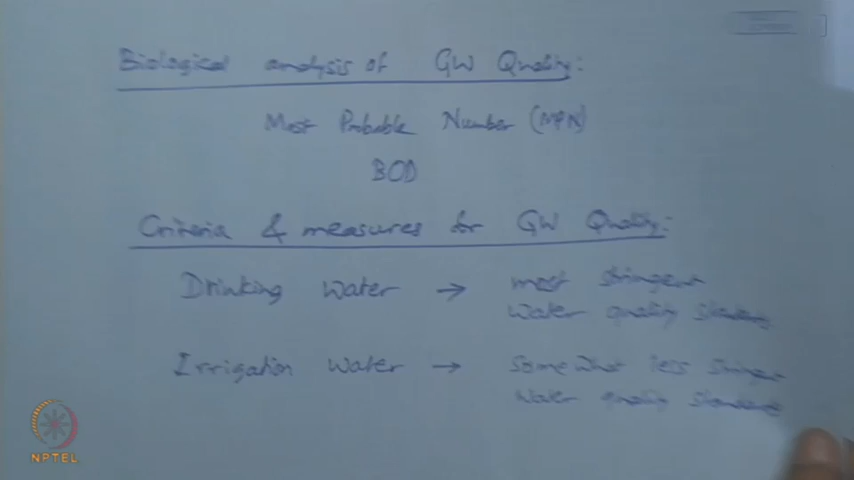 Biological analysis of GW Quality:
Most Probable Number (MPN)
BOD
Criteria & measures for GW Quality:
Drinking Water → most stringent
Water quality standards
Irrigation Water → Somewhat less stringent
Water quality standards
NPTEL